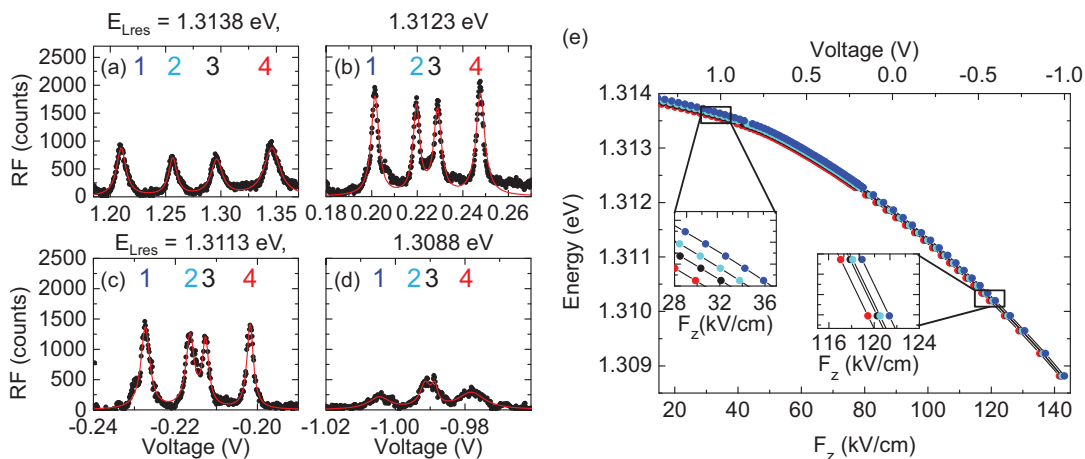 E_Lres = 1.3138 eV, 1.3123 eV
RF (counts)
2500
2000
1500
1000
500
0
(a) 1 2 3 4
1.20 1.25 1.30 1.35
(b) 1 2 3 4
0.18 0.20 0.22 0.24 0.26
E_Lres = 1.3113 eV, 1.3088 eV
RF (counts)
2500
2000
1500
1000
500
0
(c) 1 2 3 4
-0.24 -0.22 -0.20
Voltage (V)
(d) 1 2 3 4
-1.02 -1.00 -0.98
Voltage (V)
(e)
Voltage (V)
1.0 0.5 0.0 -0.5 -1.0
Energy (eV)
1.314
1.313
1.312
1.311
1.310
1.309
28 32 36
F_z(kV/cm)
116 120 124
F_z (kV/cm)
20 40 60 80 100 120 140
F_z (kV/cm)